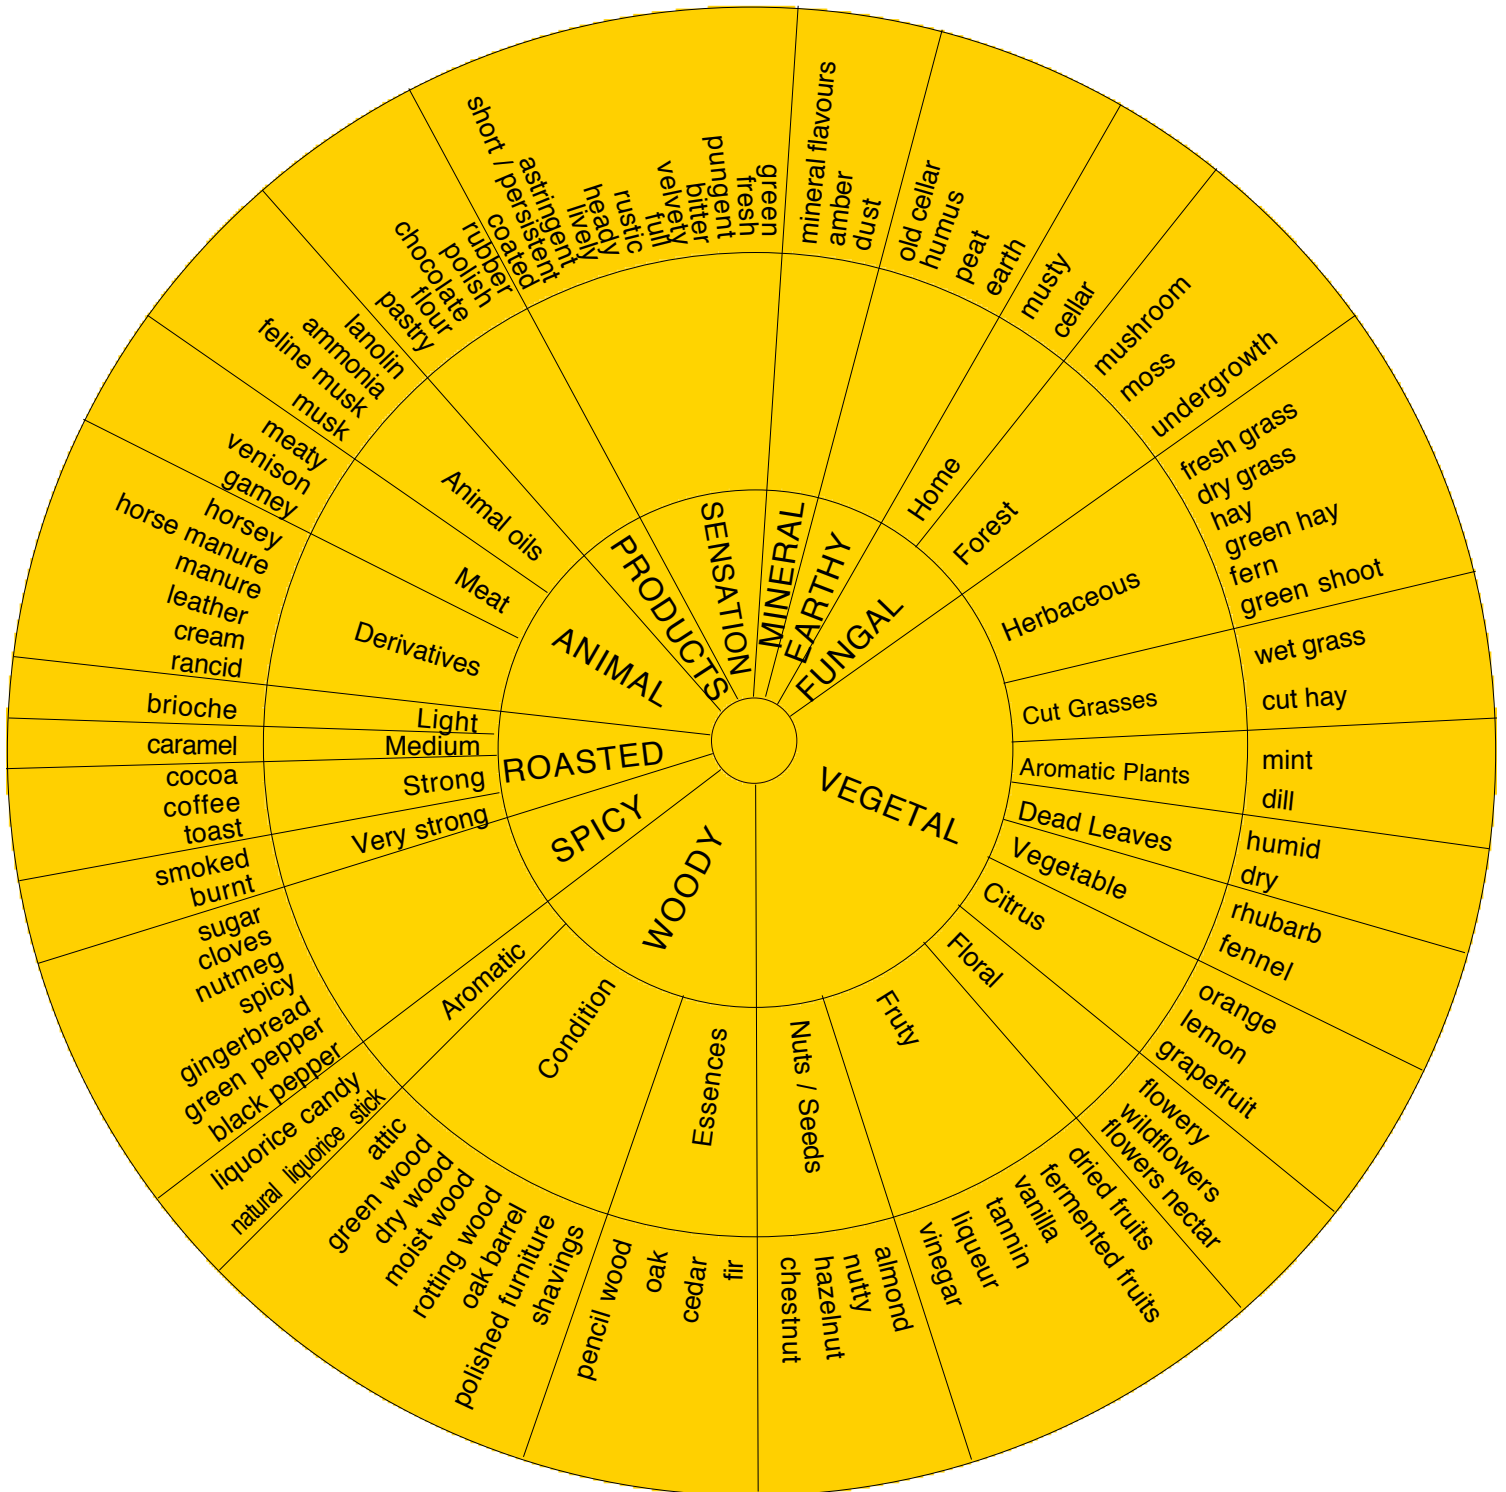 SENSATION
short / persistent
astringent
coated
lively
heady
rustic
full
velvety
bitter
pungent
fresh
green
MINERAL
mineral flavours
amber
dust
EARTHY
old cellar
humus
peat
earth
FUNGAL
Home
musty
cellar
Forest
mushroom
moss
undergrowth
VEGETAL
Herbaceous
fresh grass
dry grass
hay
green hay
fern
green shoot
Cut Grasses
wet grass
cut hay
Aromatic Plants
mint
dill
Dead Leaves
humid
dry
Vegetable
rhubarb
fennel
Citrus
orange
lemon
grapefruit
Floral
flowery
wildflowers
flowers nectar
Fruty
dried fruits
fermented fruits
vanilla
tannin
liqueur
vinegar
Nuts / Seeds
almond
nutty
hazelnut
chestnut
WOODY
Essences
fir
cedar
oak
pencil wood
Condition
shavings
polished furniture
oak barrel
rotting wood
moist wood
dry wood
green wood
attic
Aromatic
natural liquorice stick
liquorice candy
SPICY
black pepper
green pepper
gingerbread
spicy
nutmeg
cloves
sugar
ROASTED
Very strong
burnt
smoked
Strong
toast
coffee
cocoa
Medium
caramel
Light
brioche
ANIMAL
Derivatives
rancid
cream
leather
manure
horse manure
horsey
Meat
gamey
venison
meaty
Animal oils
musk
feline musk
ammonia
lanolin
PRODUCTS
pastry
flour
chocolate
polish
rubber